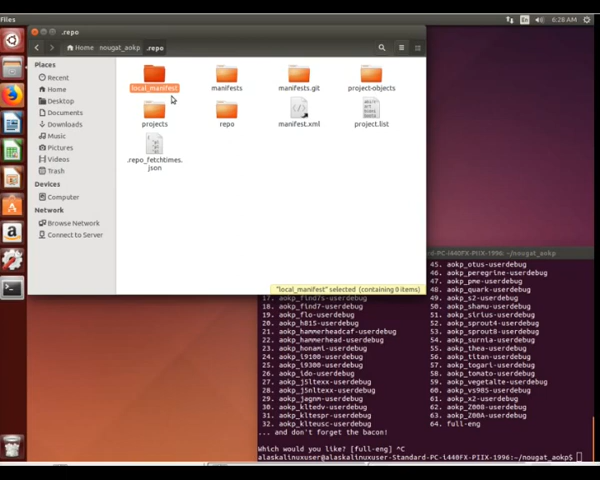 Files
En
6:28 AM
.repo
Home
nougat_aokp
.repo
Places
Recent
Home
Desktop
Documents
Downloads
Music
Pictures
Videos
Trash
Devices
Computer
Network
Browse Network
Connect to Server
local_manifest
manifests
manifests.git
project-objects
projects
repo
manifest.xml
project.list
.repo_fetchtimes.
json
"local_manifest" selected (containing 0 items)
dard-PC-i440FX-PIIX-1996: ~/nougat_aokp
45. aokp_otus-userdebug
46. aokp_peregrine-userdebug
47. aokp_pme-userdebug
48. aokp_quark-userdebug
49. aokp_s2-userdebug
17. aokp_find7s-userdebug
50. aokp_shamu-userdebug
18. aokp_find7-userdebug
51. aokp_sirius-userdebug
19. aokp_flo-userdebug
52. aokp_sprout4-userdebug
20. aokp_h815-userdebug
53. aokp_sprout8-userdebug
21. aokp_hammerheadcaf-userdebug
54. aokp_surnia-userdebug
22. aokp_hammerhead-userdebug
55. aokp_thea-userdebug
23. aokp_honami-userdebug
56. aokp_titan-userdebug
24. aokp_i9100-userdebug
57. aokp_togari-userdebug
25. aokp_i9300-userdebug
58. aokp_tomato-userdebug
26. aokp_ido-userdebug
59. aokp_vegetalte-userdebug
27. aokp_j5ltexx-userdebug
60. aokp_vs985-userdebug
28. aokp_j5nltexx-userdebug
61. aokp_x2-userdebug
29. aokp_jagnm-userdebug
62. aokp_Z008-userdebug
30. aokp_kltedv-userdebug
63. aokp_Z00A-userdebug
31. aokp_kltespr-userdebug
64. full-eng
32. aokp_klteusc-userdebug
... and don't forget the bacon!
Which would you like? [full-eng] ^C
alaskalinuxuser@alaskalinuxuser-Standard-PC-i440FX-PIIX-1996:~/nougat_aokp$